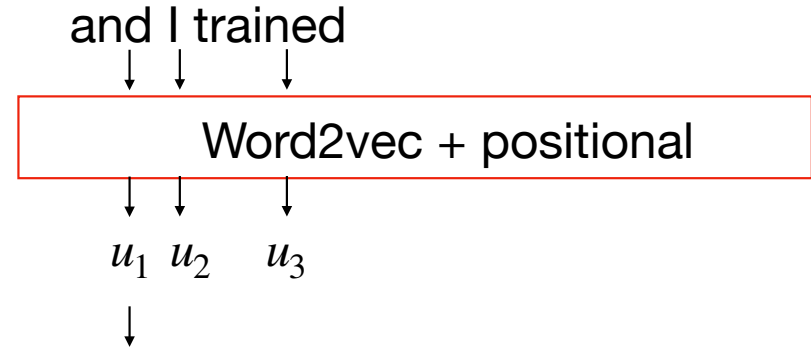 and I trained
Word2vec + positional
u₁ u₂ u₃